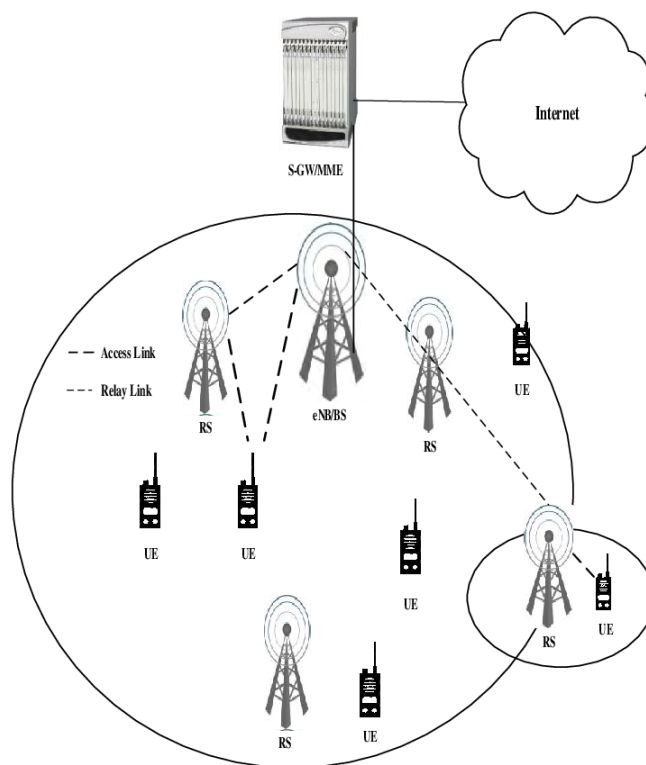 Internet
S-GW/MME
Access Link
Relay Link
eNB/BS
RS
RS
UE
UE
UE
UE
RS
UE
RS
UE